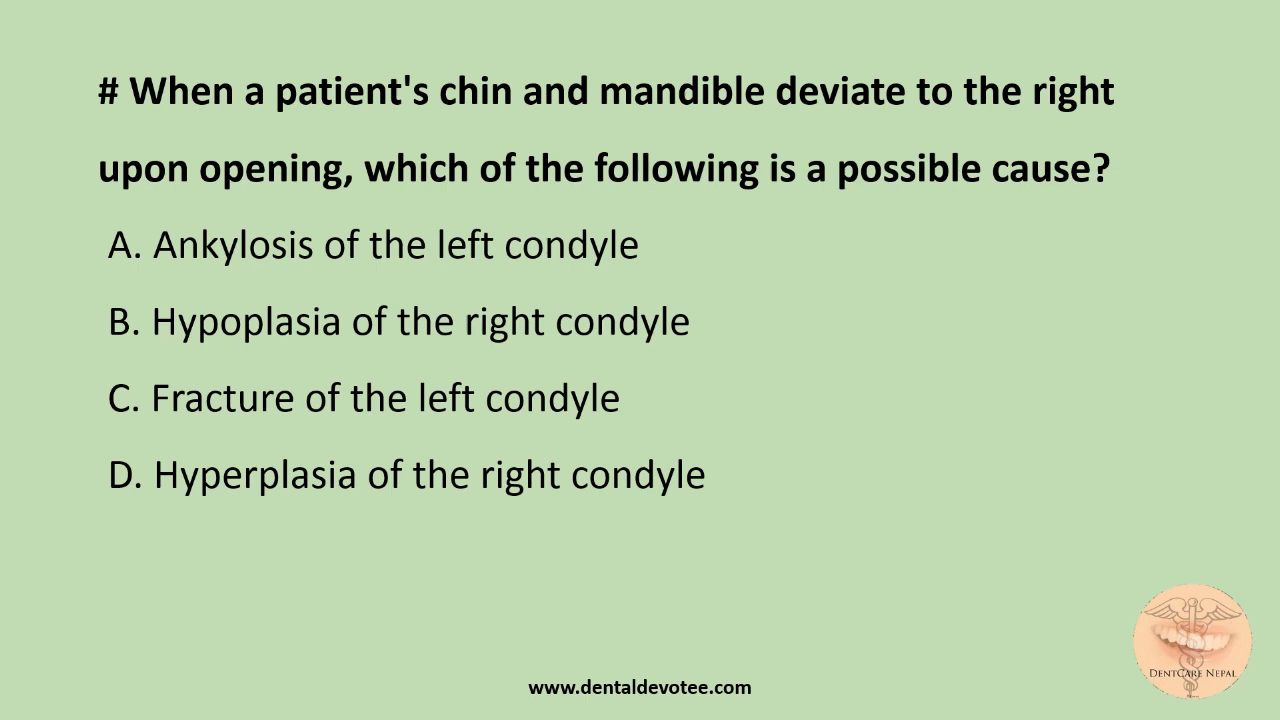 # When a patient's chin and mandible deviate to the right
upon opening, which of the following is a possible cause?
A. Ankylosis of the left condyle
B. Hypoplasia of the right condyle
C. Fracture of the left condyle
D. Hyperplasia of the right condyle
DentCare Nepal
www.dentaldevotee.com